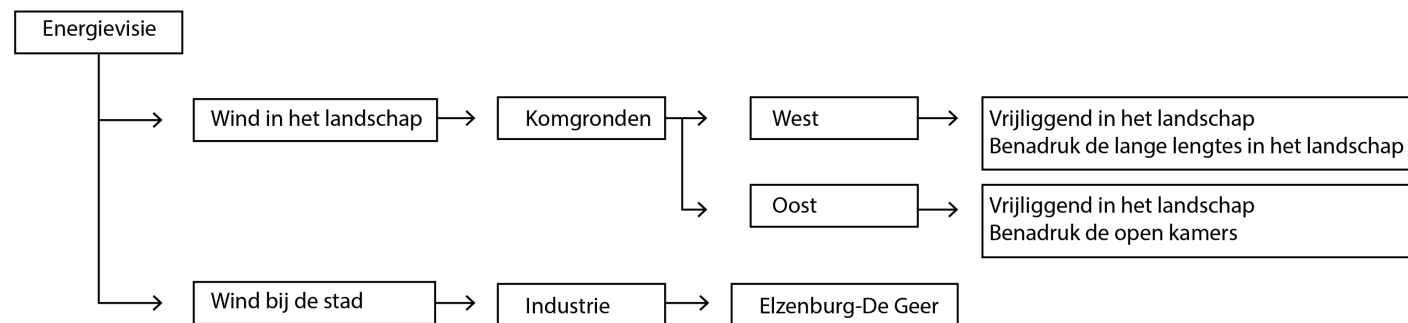 Energievisie
Wind in het landschap
Komgronden
West
Vrijliggend in het landschap
Benadruk de lange lengtes in het landschap
Oost
Vrijliggend in het landschap
Benadruk de open kamers
Wind bij de stad
Industrie
Elzenburg-De Geer